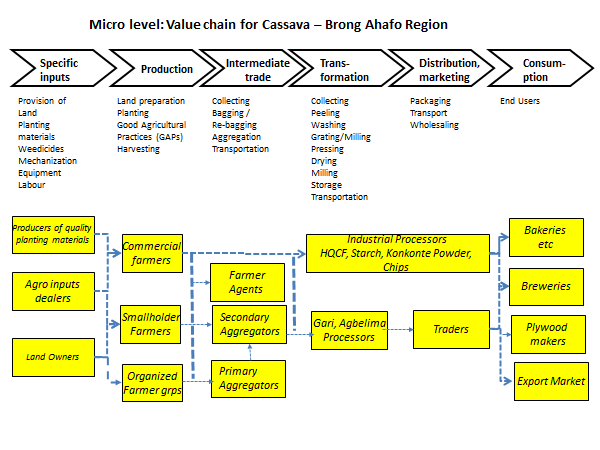 Micro level: Value chain for Cassava – Brong Ahafo Region
Specific
inputs
Production
Intermediate
trade
Trans-
formation
Distribution,
marketing
Consum-
ption
Provision of
Land
Planting
materials
Weedicides
Mechanization
Equipment
Labour
Land preparation
Planting
Good Agricultural
Practices (GAPs)
Harvesting
Collecting
Bagging /
Re-bagging
Aggregation
Transportation
Collecting
Peeling
Washing
Grating/Milling
Pressing
Drying
Milling
Storage
Transportation
Packaging
Transport
Wholesaling
End Users
Producers of quality
planting materials
Agro inputs
dealers
Land Owners
Commercial
farmers
Smallholder
Farmers
Organized
Farmer grps
Farmer
Agents
Secondary
Aggregators
Primary
Aggregators
Industrial Processors
HQCF, Starch, Konkonte Powder,
Chips
Gari, Agbelima
Processors
Traders
Bakeries
etc
Breweries
Plywood
makers
Export Market